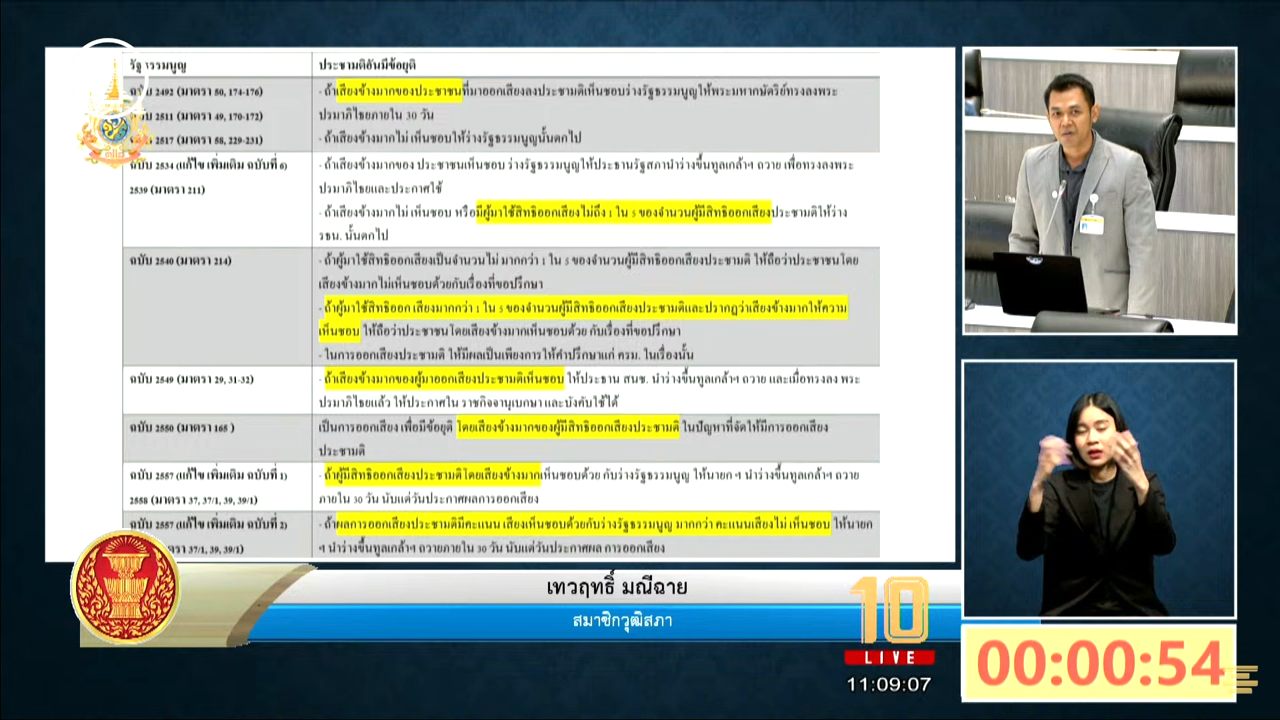 รัฐธรรมนูญ ประชามติอันมีข้อยุติ
ฉบับ 2492 (มาตรา 80, 174-176) - ถ้าเสียงข้างมากของประชาชนที่มาออกเสียงลงประชามติเห็นชอบร่างรัฐธรรมนูญให้พระมหากษัตริย์ทรงลงพระ
2511 (มาตรา 49, 170-172) ปรมาภิไธยภายใน 30 วัน
2517 (มาตรา 58, 229-231) - ถ้าเสียงข้างมากไม่เห็นชอบให้ร่างรัฐธรรมนูญนั้นตกไป
ฉบับ 2534 (แก้ไขเพิ่มเติม ฉบับที่ 6) - ถ้าเสียงข้างมากของ ประชาชนเห็นชอบ ร่างรัฐธรรมนูญให้ประธานรัฐสภานำร่างขึ้นทูลเกล้าฯ ถวาย เพื่อทรงลงพระ
2539 (มาตรา 211) ปรมาภิไธยและประกาศใช้
- ถ้าเสียงข้างมากไม่เห็นชอบ หรือมีผู้มาใช้สิทธิออกเสียงไม่ถึง 1 ใน 5 ของจำนวนผู้มีสิทธิออกเสียงประชามติให้ร่าง
รธน. นั้นตกไป
ฉบับ 2540 (มาตรา 214) - ถ้าผู้มาใช้สิทธิออกเสียงเป็นจำนวนไม่ มากกว่า 1 ใน 5 ของจำนวนผู้มีสิทธิออกเสียงประชามติ ให้ถือว่าประชาชนโดย
เสียงข้างมากไม่เห็นชอบด้วยกับเรื่องที่ขอปรึกษา
- ถ้าผู้มาใช้สิทธิออกเสียงมากกว่า 1 ใน 5 ของจำนวนผู้มีสิทธิออกเสียงประชามติและปรากฏว่าเสียงข้างมากให้ความ
เห็นชอบ ให้ถือว่าประชาชนโดยเสียงข้างมากเห็นชอบด้วย กับเรื่องที่ขอปรึกษา
- ในการออกเสียงประชามติ ให้มีผลเป็นเพียงการให้คำปรึกษาแก่ ครม. ในเรื่องนั้น
ฉบับ 2549 (มาตรา 29, 31-32) - ถ้าเสียงข้างมากของผู้มาออกเสียงประชามติเห็นชอบ ให้ประธาน สนช. นำร่างขึ้นทูลเกล้าฯ ถวาย และเมื่อทรงลง พระ
ปรมาภิไธยแล้ว ให้ประกาศใน ราชกิจจานุเบกษา และบังคับใช้ได้
ฉบับ 2550 (มาตรา 165 ) เป็นการออกเสียงเพื่อมีข้อยุติ โดยเสียงข้างมากของผู้มีสิทธิออกเสียงประชามติ ในปัญหาที่จัดให้มีการออกเสียง
ประชามติ
ฉบับ 2557 (แก้ไขเพิ่มเติม ฉบับที่ 1) - ถ้าผู้มีสิทธิออกเสียงประชามติโดยเสียงข้างมากเห็นชอบด้วย กับร่างรัฐธรรมนูญ ให้นายก ฯ นำร่างขึ้นทูลเกล้าฯ ถวาย
2558 (มาตรา 37, 37/1, 39, 39/1) ภายใน 30 วัน นับแต่วันประกาศผลการออกเสียง
ฉบับ 2557 (แก้ไขเพิ่มเติม ฉบับที่ 2) - ถ้าผลการออกเสียงประชามติมีคะแนน เสียงเห็นชอบด้วยกับร่างรัฐธรรมนูญ มากกว่า คะแนนเสียงไม่เห็นชอบ ให้นายก
37/1, 39, 39/1) ฯ นำร่างขึ้นทูลเกล้าฯ ถวายภายใน 30 วัน นับแต่วันประกาศผล การออกเสียง
เทวฤทธิ์ มณีฉาย
สมาชิกวุฒิสภา
10
LIVE
11:09:07
00:00:54